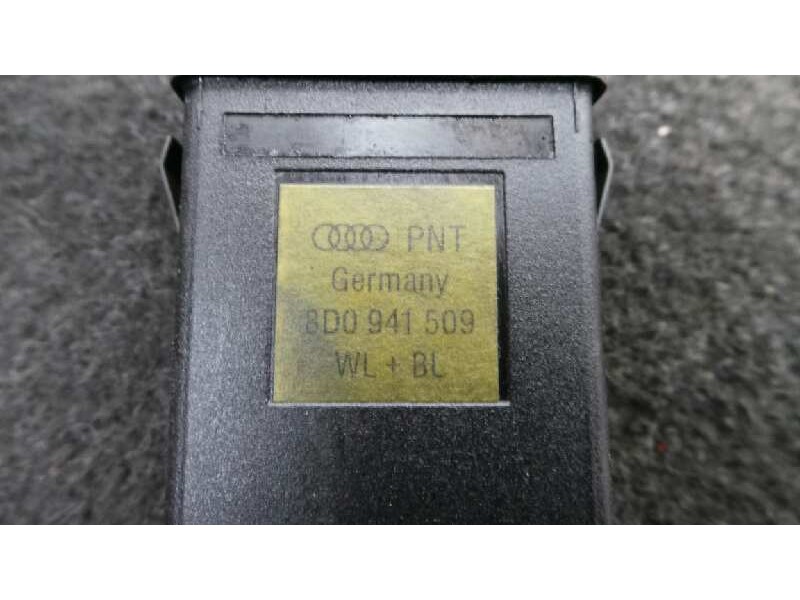 PNT
Germany
8D0 941 509
WL + BL